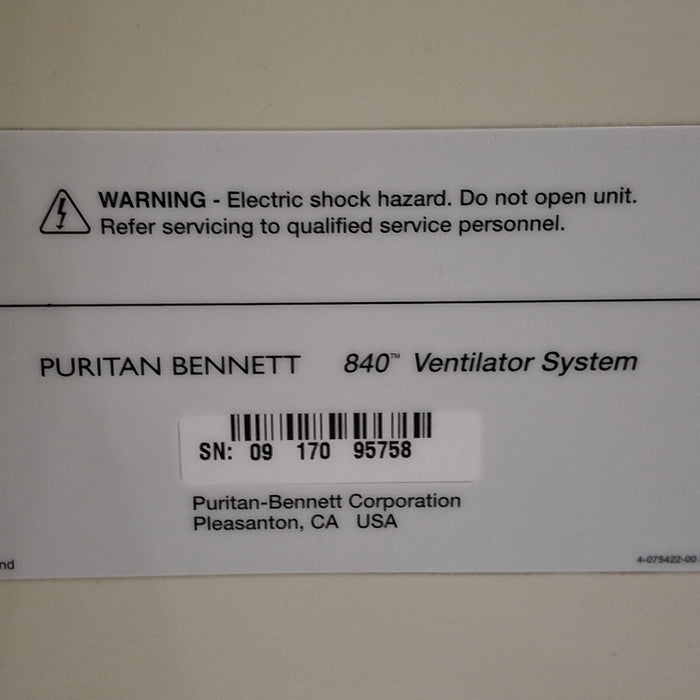 WARNING - Electric shock hazard. Do not open unit.
Refer servicing to qualified service personnel.
PURITAN BENNETT 840™ Ventilator System
SN: 09 170 95758
Puritan-Bennett Corporation
Pleasanton, CA USA
nd
4-075422-00